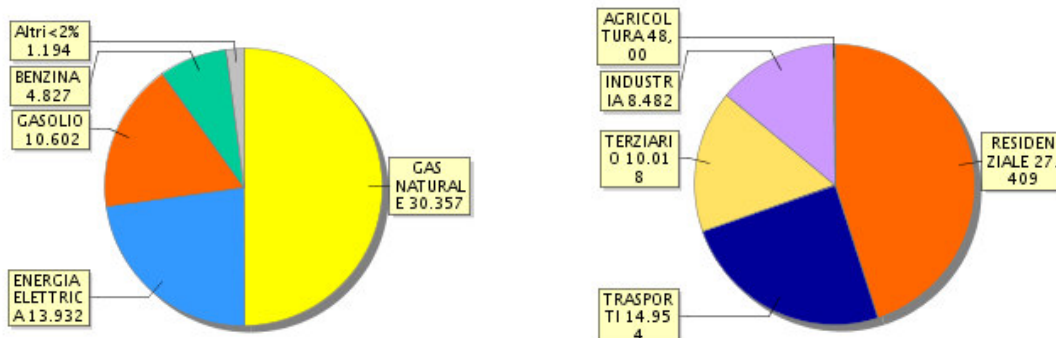 Altri<2%
1.194
BENZINA
4.827
GASOLIO
10.602
ENERGIA
ELETTRIC
A 13.932
GAS
NATURAL
E 30.357
AGRICOL
TURA 48,
00
INDUSTR
IA 8.482
TERZIARI
O 10.01
8
TRASPOR
TI 14.95
4
RESIDEN
ZIALE 27.
409